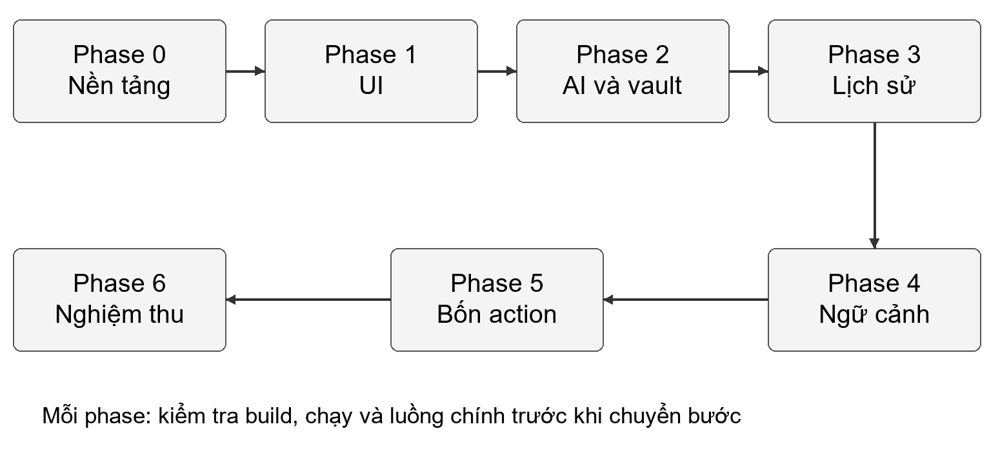 Phase 0
Nền tảng
Phase 1
UI
Phase 2
AI và vault
Phase 3
Lịch sử
Phase 4
Ngữ cảnh
Phase 5
Bốn action
Phase 6
Nghiệm thu
Mỗi phase: kiểm tra build, chạy và luồng chính trước khi chuyển bước